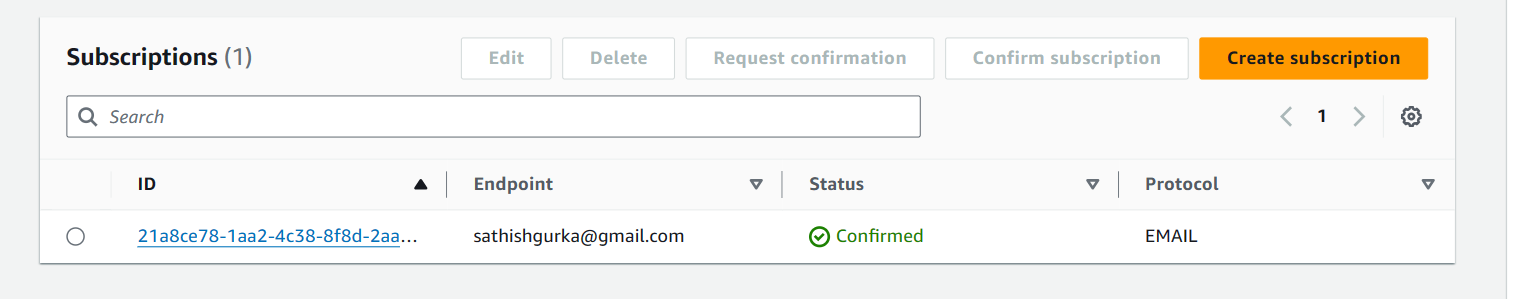 Subscriptions (1) Edit Delete Request confirmation Confirm subscription Create subscription
Search 1
ID Endpoint Status Protocol
21a8ce78-1aa2-4c38-8f8d-2aa... sathishgurka@gmail.com Confirmed EMAIL